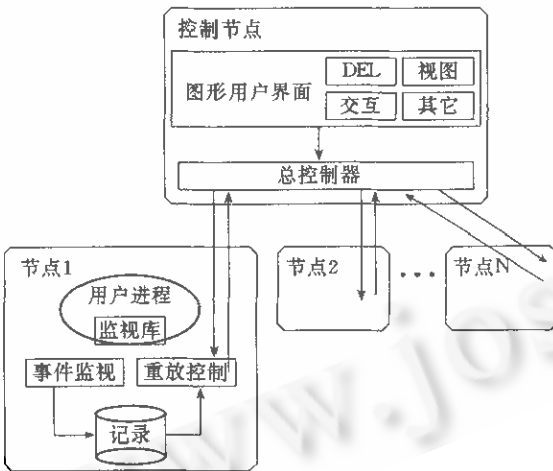 控制节点
图形用户界面
DEL
视图
交互
其它
总控制器
节点1
用户进程
监视库
事件监视
重放控制
记录
节点2
...
节点N
www.jos